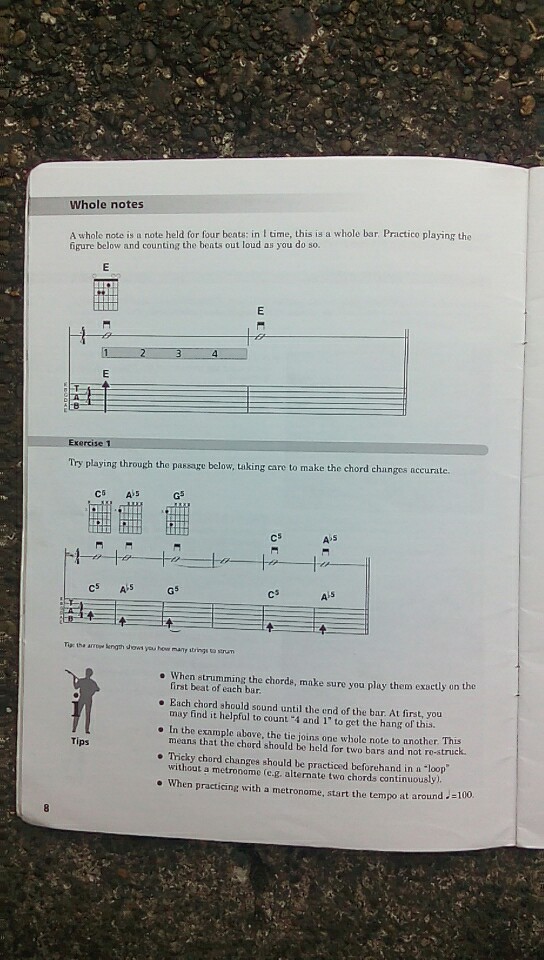 Whole notes
A whole note is a note held for four beats: in 4 time, this is a whole bar. Practice playing the
figure below and counting the beats out loud as you do so.
E
E
1 2 3 4
E
T
A
B
Exercise 1
Try playing through the passage below, taking care to make the chord changes accurate.
C5 A♭5 G5
C5 A♭5
C5 A♭5 G5 C5 A♭5
T
A
B
Tip: the arrow length shows you how many strings to strum
• When strumming the chords, make sure you play them exactly on the
first beat of each bar.
• Each chord should sound until the end of the bar. At first, you
may find it helpful to count "4 and 1" to get the hang of this.
• In the example above, the tie joins one whole note to another. This
means that the chord should be held for two bars and not re-struck.
• Tricky chord changes should be practiced beforehand in a "loop"
without a metronome (e.g. alternate two chords continuously).
• When practicing with a metronome, start the tempo at around ♩=100.
i
Tips
8